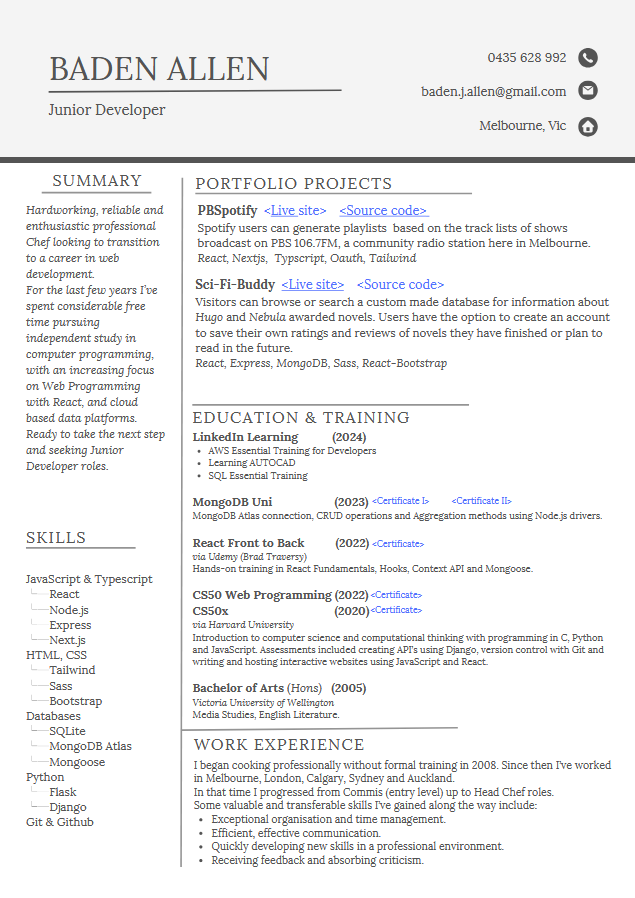 BADEN ALLEN
Junior Developer
0435 628 992
baden.j.allen@gmail.com
Melbourne, Vic
SUMMARY
Hardworking, reliable and
enthusiastic professional
Chef looking to transition
to a career in web
development.
For the last few years I've
spent considerable free
time pursuing
independent study in
computer programming,
with an increasing focus
on Web Programming
with React, and cloud
based data platforms.
Ready to take the next step
and seeking Junior
Developer roles.
SKILLS
JavaScript & Typescript
React
Node.js
Express
Next.js
HTML, CSS
Tailwind
Sass
Bootstrap
Databases
SQLite
MongoDB Atlas
Mongoose
Python
Flask
Django
Git & Github
PORTFOLIO PROJECTS
PBSpotify <Live site> <Source code>
Spotify users can generate playlists based on the track lists of shows
broadcast on PBS 106.7FM, a community radio station here in Melbourne.
React, Nextjs, Typscript, Oauth, Tailwind
Sci-Fi-Buddy <Live site> <Source code>
Visitors can browse or search a custom made database for information about
Hugo and Nebula awarded novels. Users have the option to create an account
to save their own ratings and reviews of novels they have finished or plan to
read in the future.
React, Express, MongoDB, Sass, React-Bootstrap
EDUCATION & TRAINING
LinkedIn Learning (2024)
• AWS Essential Training for Developers
• Learning AUTOCAD
• SQL Essential Training
MongoDB Uni (2023) <Certificate I> <Certificate II>
MongoDB Atlas connection, CRUD operations and Aggregation methods using Node.js drivers.
React Front to Back (2022) <Certificate>
via Udemy (Brad Traversy)
Hands-on training in React Fundamentals, Hooks, Context API and Mongoose.
CS50 Web Programming (2022) <Certificate>
CS50x (2020) <Certificate>
via Harvard University
Introduction to computer science and computational thinking with programming in C, Python
and JavaScript. Assessments included creating API's using Django, version control with Git and
writing and hosting interactive websites using JavaScript and React.
Bachelor of Arts (Hons) (2005)
Victoria University of Wellington
Media Studies, English Literature.
WORK EXPERIENCE
I began cooking professionally without formal training in 2008. Since then I've worked
in Melbourne, London, Calgary, Sydney and Auckland.
In that time I progressed from Commis (entry level) up to Head Chef roles.
Some valuable and transferable skills I've gained along the way include:
• Exceptional organisation and time management.
• Efficient, effective communication.
• Quickly developing new skills in a professional environment.
• Receiving feedback and absorbing criticism.